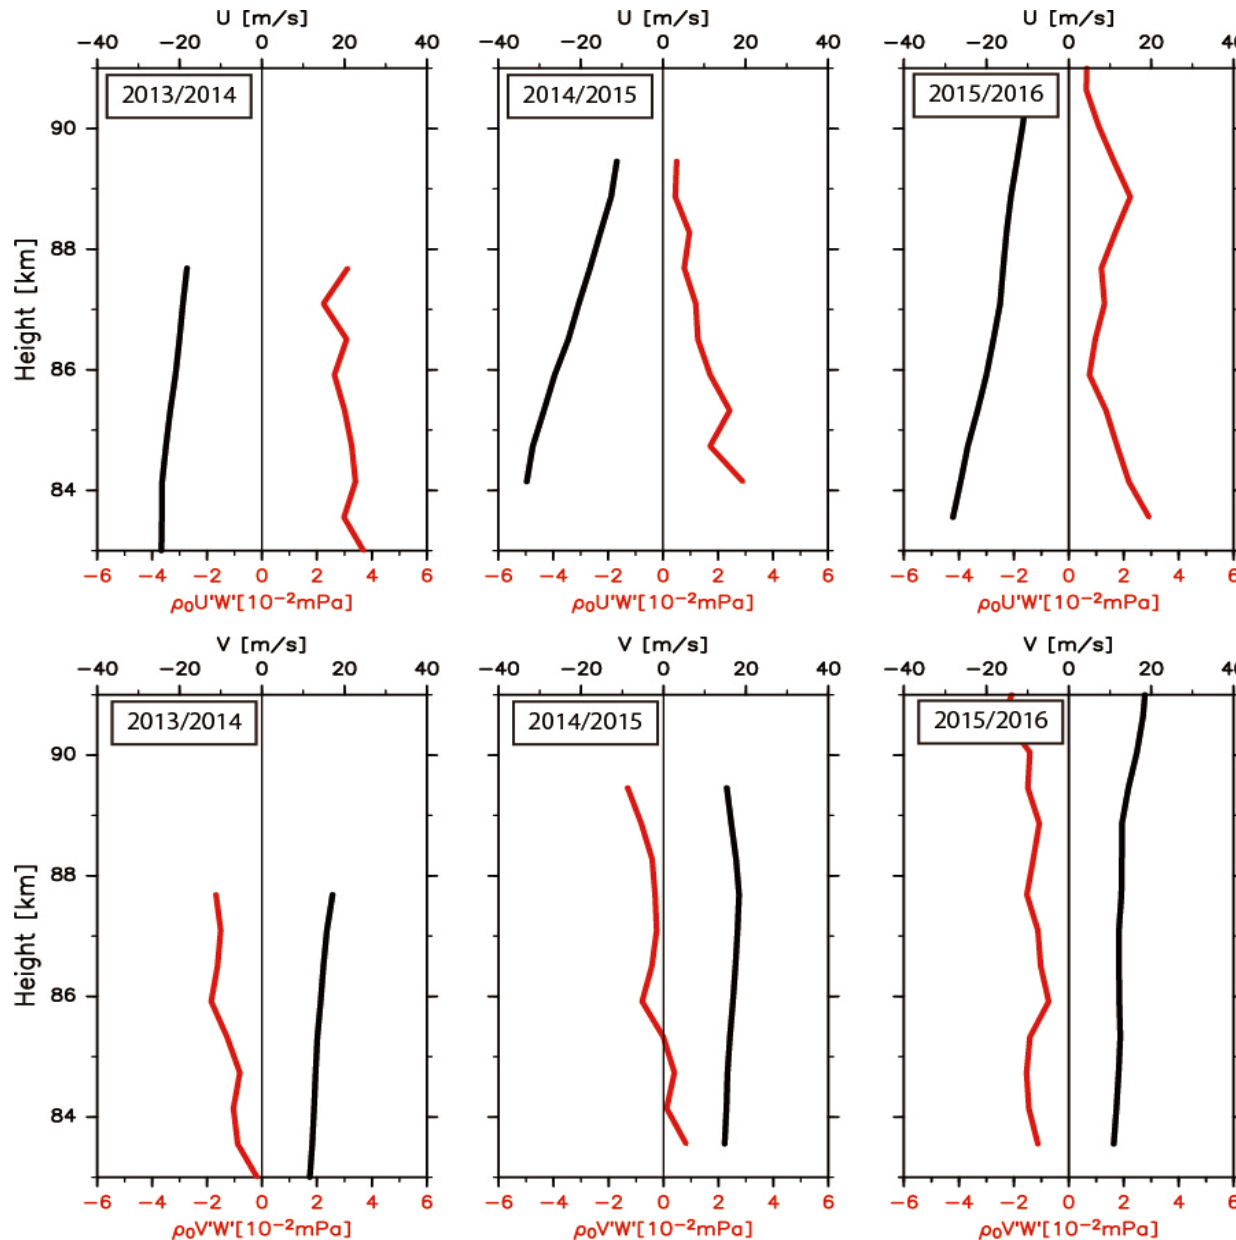 U [m/s] U [m/s] U [m/s]
−40 −20 0 20 40 −40 −20 0 20 40 −40 −20 0 20 40
2013/2014 2014/2015 2015/2016
90
88
86
84
Height [km]
−6 −4 −2 0 2 4 6 −6 −4 −2 0 2 4 6 −6 −4 −2 0 2 4 6
ρ₀U'W'[10⁻²mPa] ρ₀U'W'[10⁻²mPa] ρ₀U'W'[10⁻²mPa]
V [m/s] V [m/s] V [m/s]
−40 −20 0 20 40 −40 −20 0 20 40 −40 −20 0 20 40
2013/2014 2014/2015 2015/2016
90
88
86
84
Height [km]
−6 −4 −2 0 2 4 6 −6 −4 −2 0 2 4 6 −6 −4 −2 0 2 4 6
ρ₀V'W'[10⁻²mPa] ρ₀V'W'[10⁻²mPa] ρ₀V'W'[10⁻²mPa]